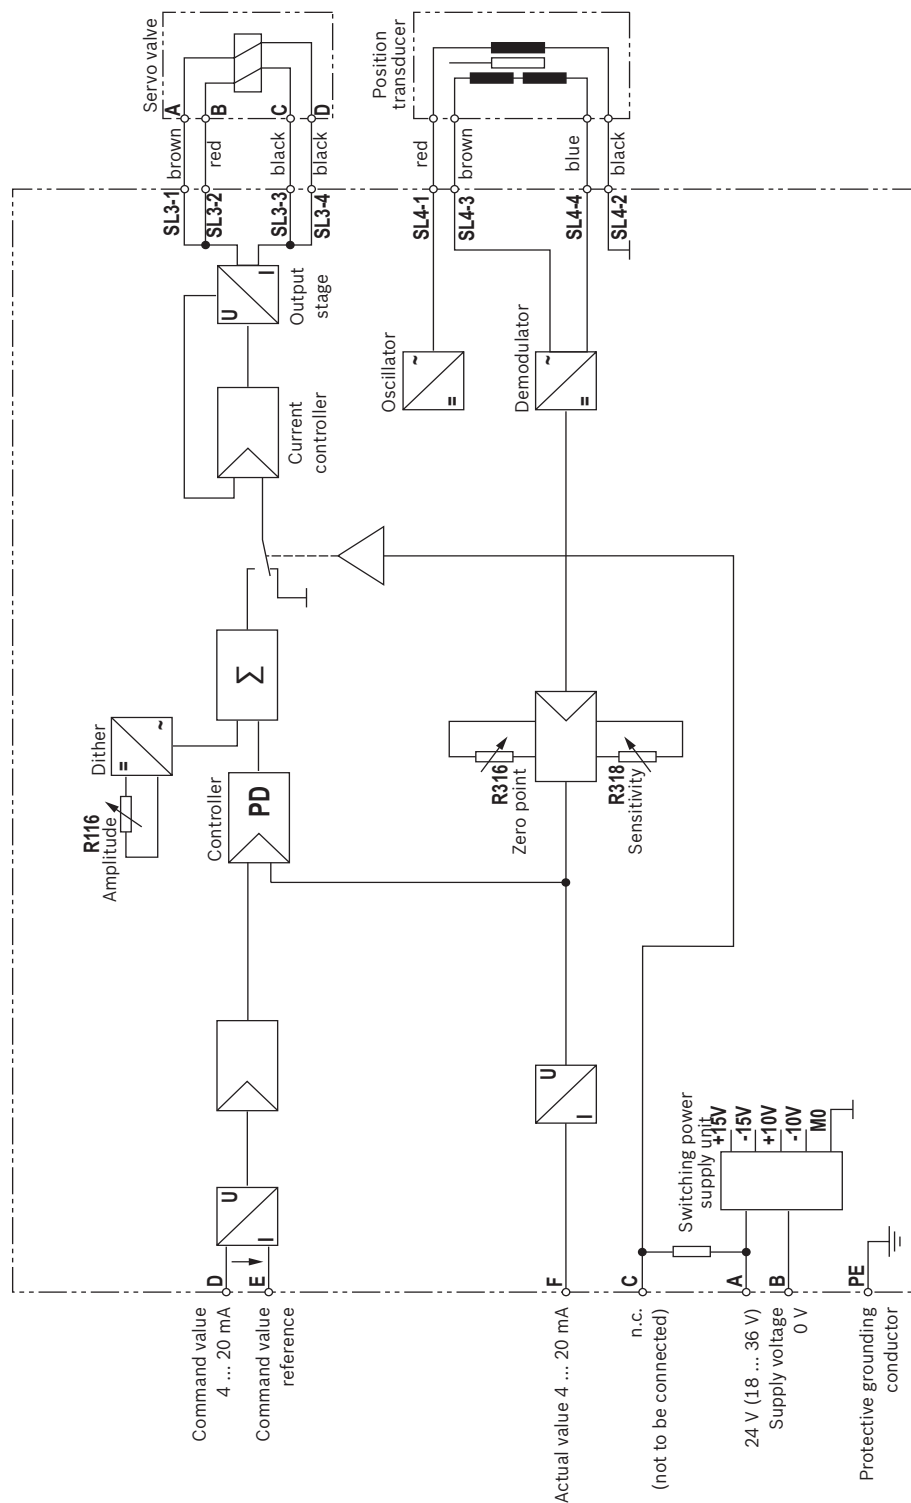 Servo valve
A
B
C
D
brown
red
black
black
SL3-1
SL3-2
SL3-3
SL3-4
Position
transducer
red
brown
blue
black
SL4-1
SL4-3
SL4-4
SL4-2
U
I
Output
stage
Current
controller
Oscillator
~
=
Demodulator
~
=
Σ
Dither
=
~
R116
Amplitude
Controller
PD
R316
Zero point
R318
Sensitivity
U
I
U
I
Switching power
supply unit
+15V
-15V
+10V
-10V
M0
D
E
F
C
A
B
PE
Command value
4 ... 20 mA
Command value
reference
Actual value 4 ... 20 mA
n.c.
(not to be connected)
24 V (18 ... 36 V)
Supply voltage
0 V
Protective grounding
conductor